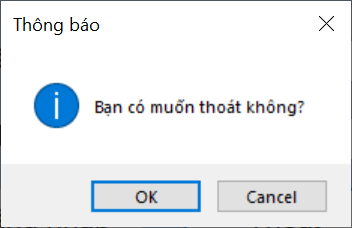 Thông báo
Bạn có muốn thoát không?
OK Cancel